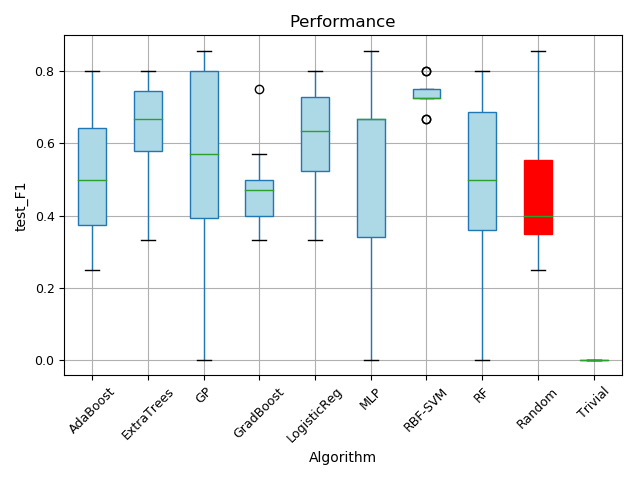 Performance
test_F1
0.8
0.6
0.4
0.2
0.0
AdaBoost
ExtraTrees
GP
GradBoost
LogisticReg
MLP
RBF-SVM
RF
Random
Trivial
Algorithm